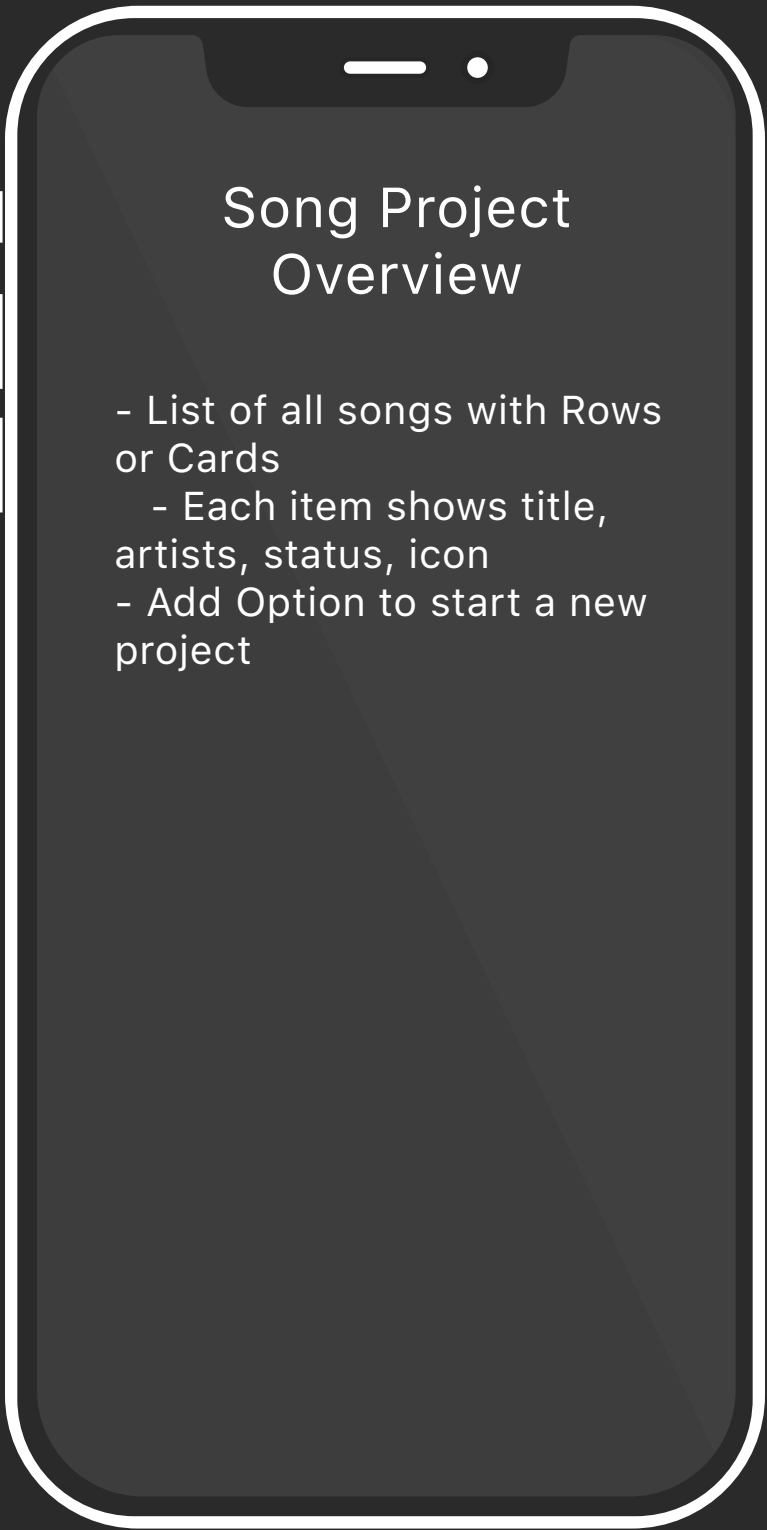 Song Project
Overview
- List of all songs with Rows
or Cards
   - Each item shows title,
artists, status, icon
- Add Option to start a new
project